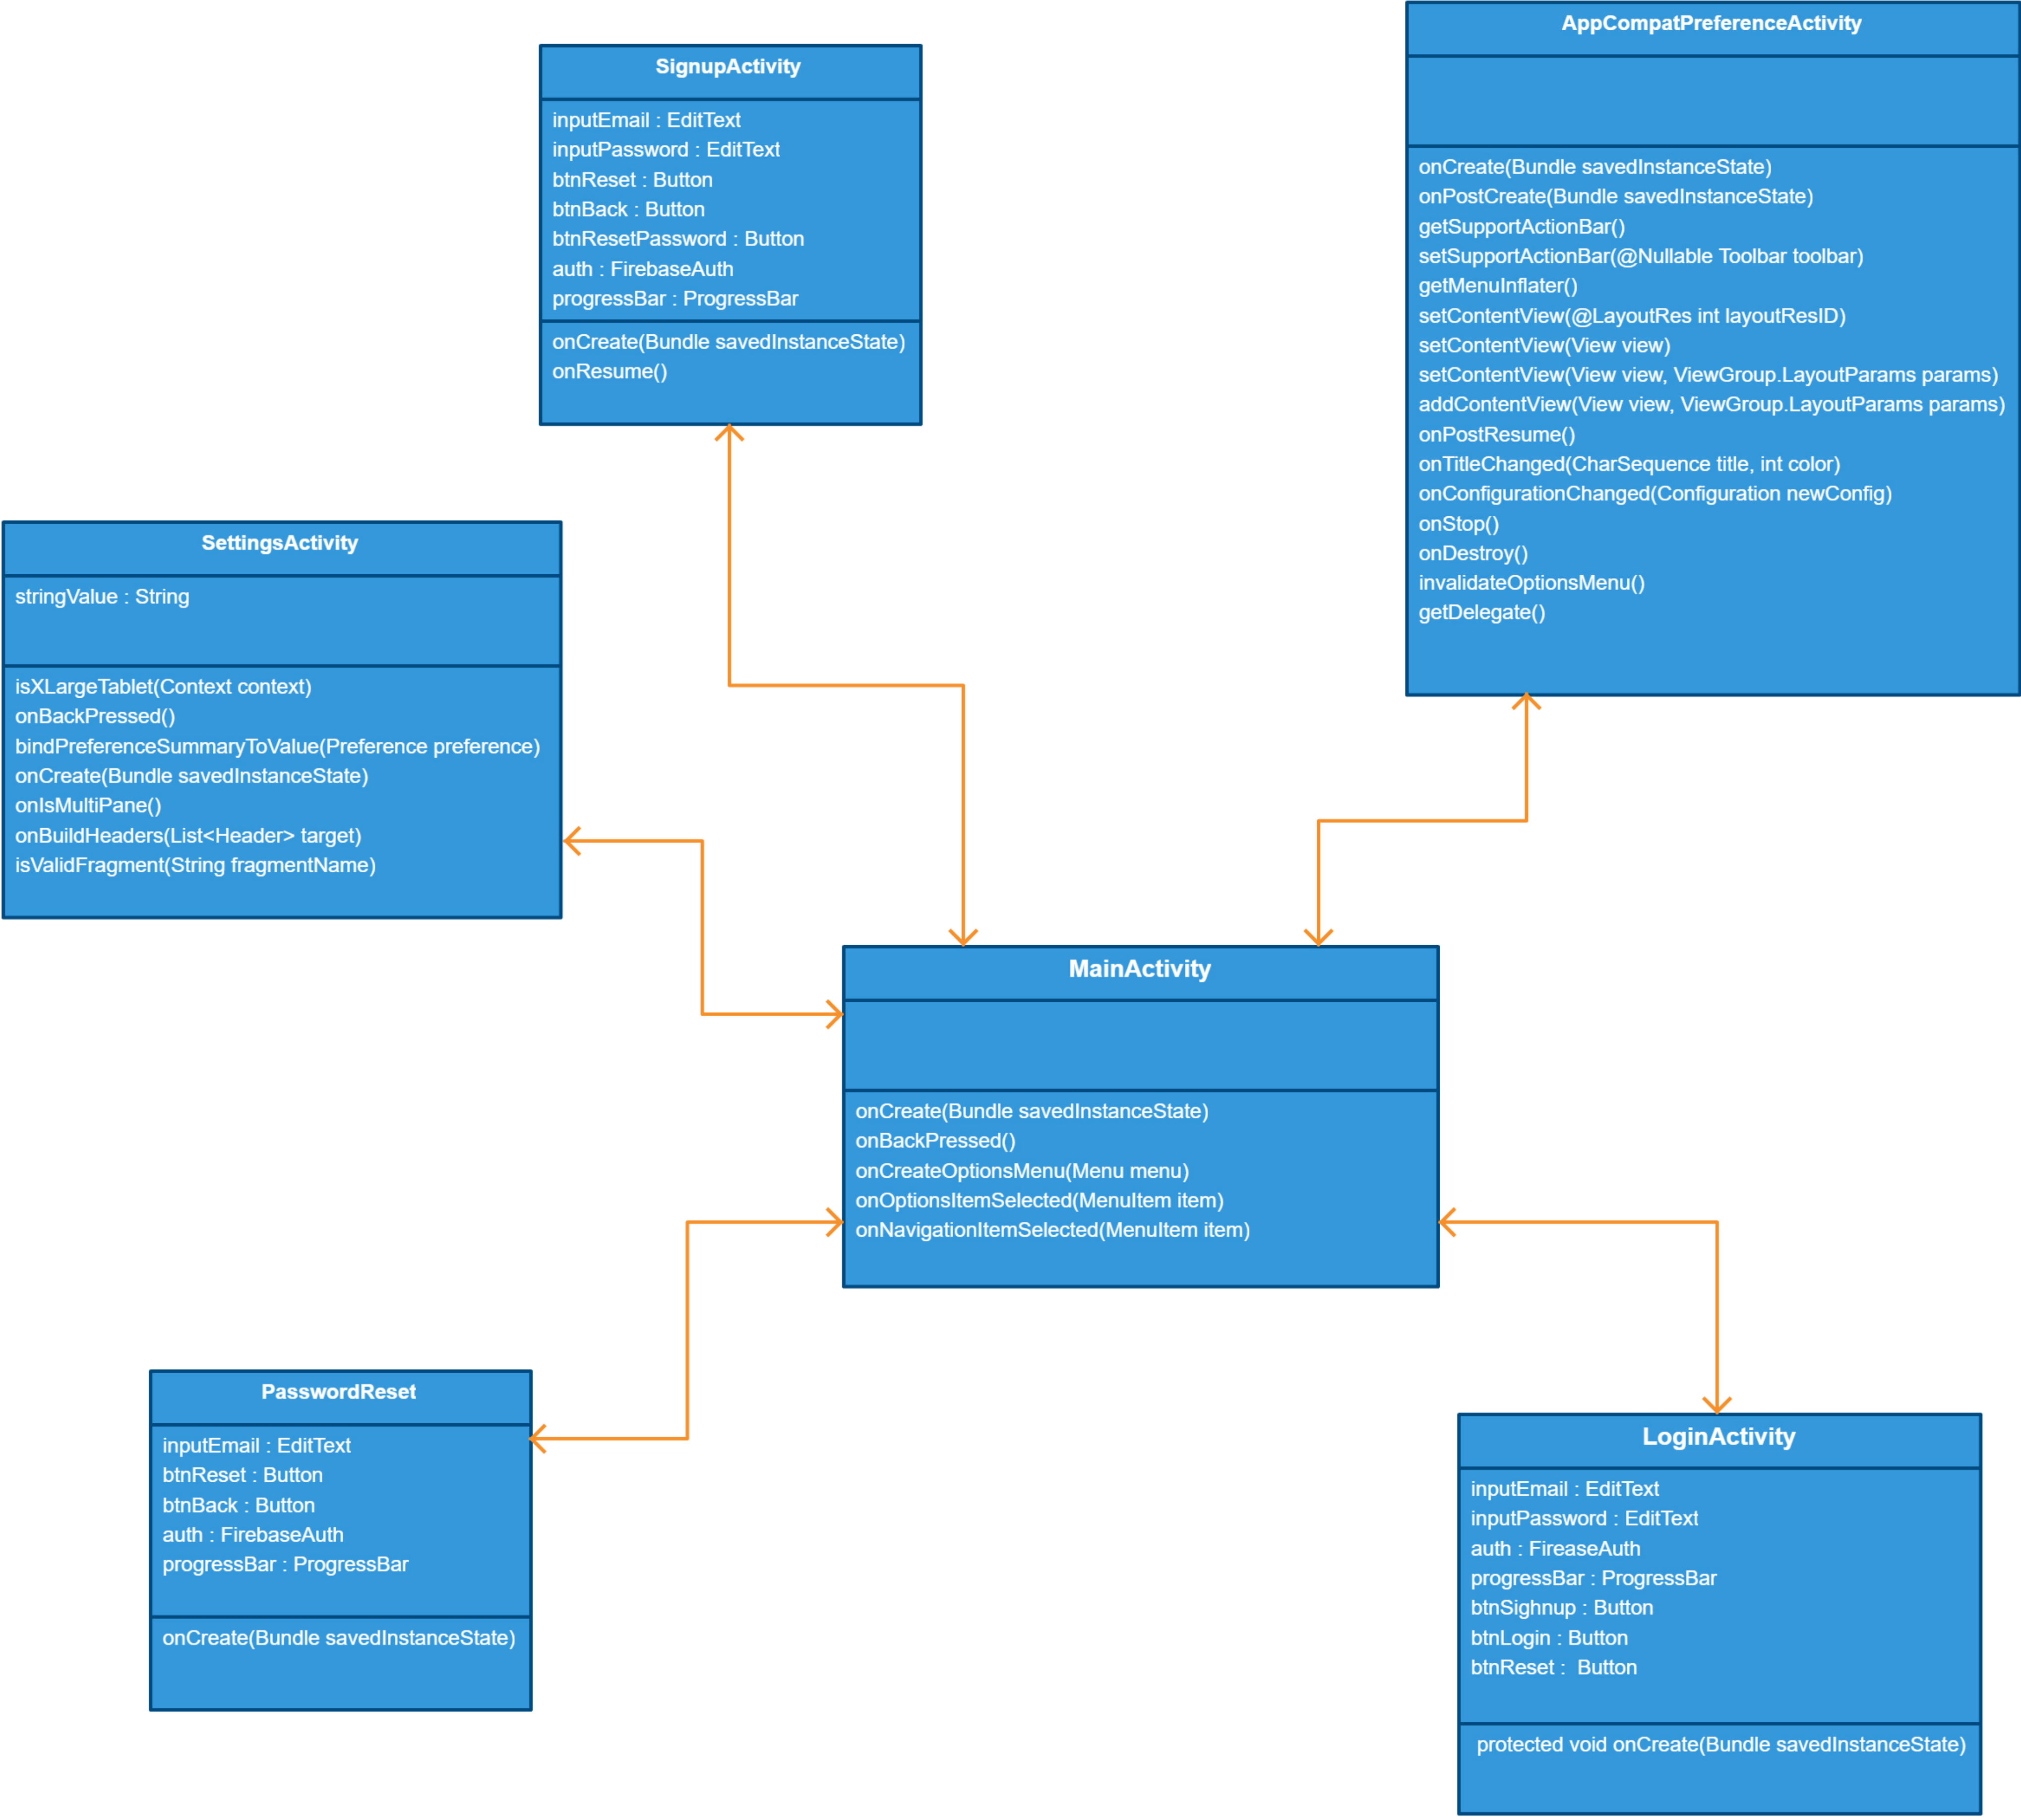 SignupActivity
inputEmail : EditText
inputPassword : EditText
btnReset : Button
btnBack : Button
btnResetPassword : Button
auth : FirebaseAuth
progressBar : ProgressBar
onCreate(Bundle savedInstanceState)
onResume()
AppCompatPreferenceActivity
onCreate(Bundle savedInstanceState)
onPostCreate(Bundle savedInstanceState)
getSupportActionBar()
setSupportActionBar(@Nullable Toolbar toolbar)
getMenuInflater()
setContentView(@LayoutRes int layoutResID)
setContentView(View view)
setContentView(View view, ViewGroup.LayoutParams params)
addContentView(View view, ViewGroup.LayoutParams params)
onPostResume()
onTitleChanged(CharSequence title, int color)
onConfigurationChanged(Configuration newConfig)
onStop()
onDestroy()
invalidateOptionsMenu()
getDelegate()
SettingsActivity
stringValue : String
isXLargeTablet(Context context)
onBackPressed()
bindPreferenceSummaryToValue(Preference preference)
onCreate(Bundle savedInstanceState)
onIsMultiPane()
onBuildHeaders(List<Header> target)
isValidFragment(String fragmentName)
MainActivity
onCreate(Bundle savedInstanceState)
onBackPressed()
onCreateOptionsMenu(Menu menu)
onOptionsItemSelected(MenuItem item)
onNavigationItemSelected(MenuItem item)
PasswordReset
inputEmail : EditText
btnReset : Button
btnBack : Button
auth : FirebaseAuth
progressBar : ProgressBar
onCreate(Bundle savedInstanceState)
LoginActivity
inputEmail : EditText
inputPassword : EditText
auth : FireaseAuth
progressBar : ProgressBar
btnSighnup : Button
btnLogin : Button
btnReset :  Button
protected void onCreate(Bundle savedInstanceState)